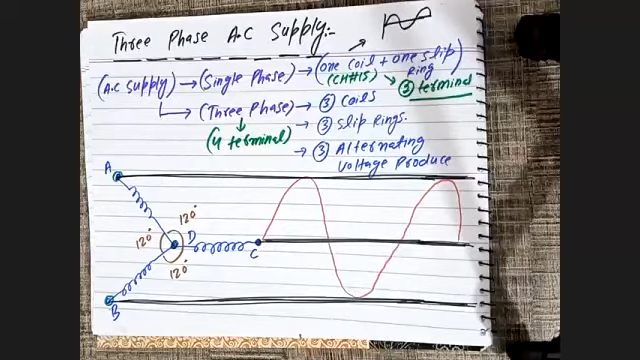 Three Phase A.C Supply:-
(A.C supply) → (Single Phase) → (one coil + one slip Ring)
(CH#15) → ③ terminal
→ (Three Phase) → ③ Coils
(4 terminal) → ③ Slip Rings.
→ ③ Alternating
Voltage Produce
A
120°
120° D
120°
C
B